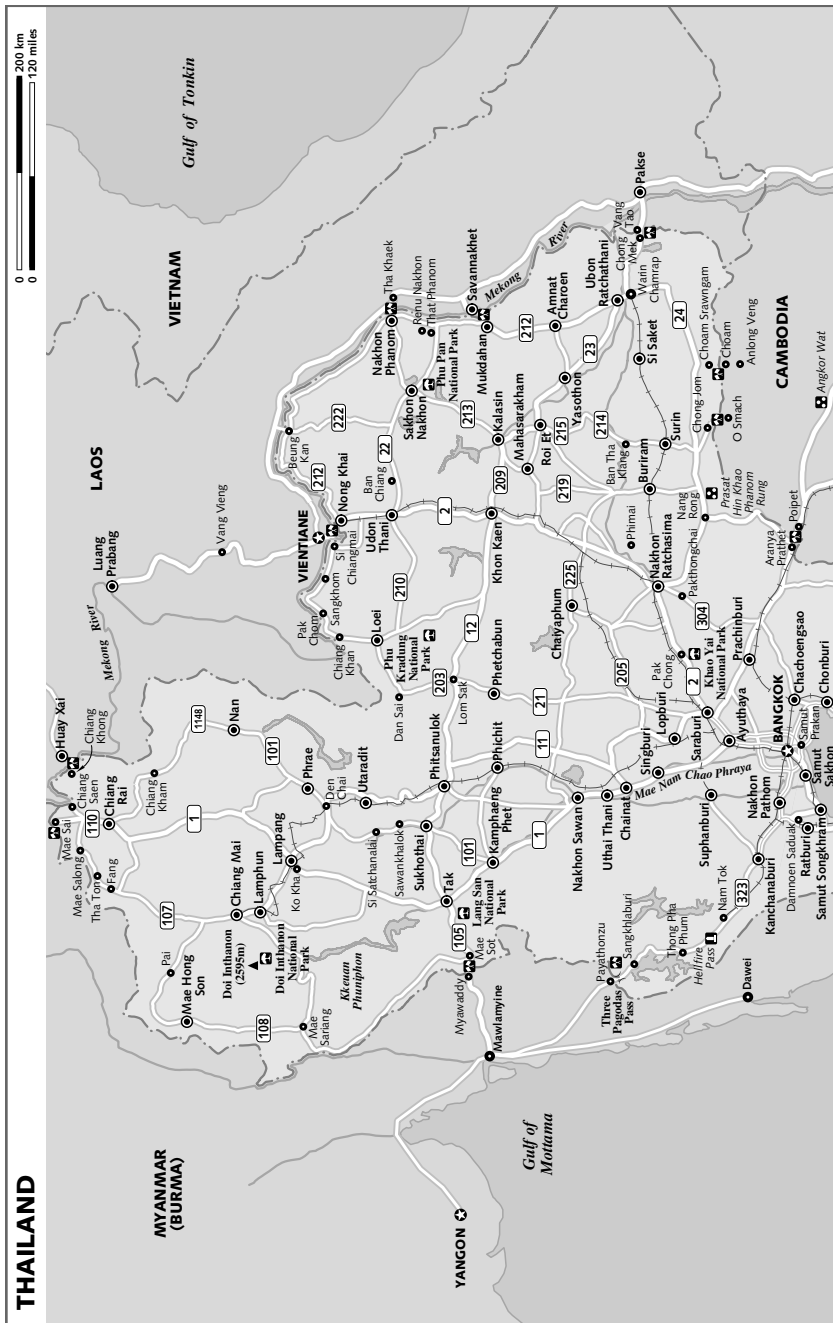 THAILAND
0 200 km
0 120 miles
Gulf of Tonkin
VIETNAM
LAOS
MYANMAR
(BURMA)
CAMBODIA
Gulf of
Mottama
Mekong
River
Mekong
River
Luang
Prabang
Vang Vieng
VIENTIANE
Huay Xai
Chiang
Khong
Chiang
Saen
Mae Sai
Mae Salong
Tha Ton
Fang
Chiang
Rai
110
1148
Chiang
Kham
Nan
101
1
107
Pai
Mae Hong
Son
108
Mae
Sariang
Chiang Mai
Lamphun
Doi Inthanon
(2595m)
Doi Inthanon
National
Park
Lampang
Ko Kha
Phrae
Den
Chai
Uttaradit
Si Satchanalai
Sawankhalok
Sukhothai
Phitsanulok
Kkeuan
Phuniphon
Tak
Lang San
National
Park
105
Mae
Sot
Myawaddy
Mawlamyine
YANGON
101
Kamphaeng
Phet
Phichit
11
1
Nakhon Sawan
Uthai Thani
Chainat
Singburi
Lopburi
Saraburi
Mae Nam Chao Phraya
Ayuthaya
Suphanburi
Payathonzu
Sangkhlaburi
Three
Pagodas
Pass
Thong Pha
Phum
Hellfire
Pass
Nam Tok
323
Kanchanaburi
Dawei
Nakhon
Pathom
Damnoen Saduak
Ratburi
Samut Songkhram
Samut
Sakhon
Samut
Prakan
BANGKOK
Chachoengsao
Chonburi
Prachinburi
Pak
Chong
Khao Yai
National Park
2
304
Pakthongchai
Nakhon
Ratchasima
205
225
Chaiyaphum
21
Phetchabun
Lom Sak
203
12
Dan Sai
Phu
Kradung
National
Park
Loei
210
Chiang
Khan
Pak
Chom
Sangkhom
Si
Chiangmai
Nong Khai
212
Beung
Kan
222
Udon
Thani
Ban
Chiang
22
2
Khon Kaen
209
Kalasin
213
Sakhon
Nakhon
Phu Pan
National Park
Nakhon
Phanom
Tha Khaek
Renu Nakhon
That Phanom
Savannakhet
Mukdahan
212
Amnat
Charoen
Mahasarakham
Roi Et
215
214
219
Yasothon
23
Ubon
Ratchathani
Warin
Chamrap
Chong
Mek
Vang
Tao
Pakse
Si Saket
24
Surin
Ban Tha
Klang
Buriram
Phimai
Nang
Rong
Prasat
Hin Khao
Phanom
Rung
Chong Jom
O Smach
Choam Srawngam
Choam
Anlong Veng
Angkor Wat
Aranya
Prathet
Poipet